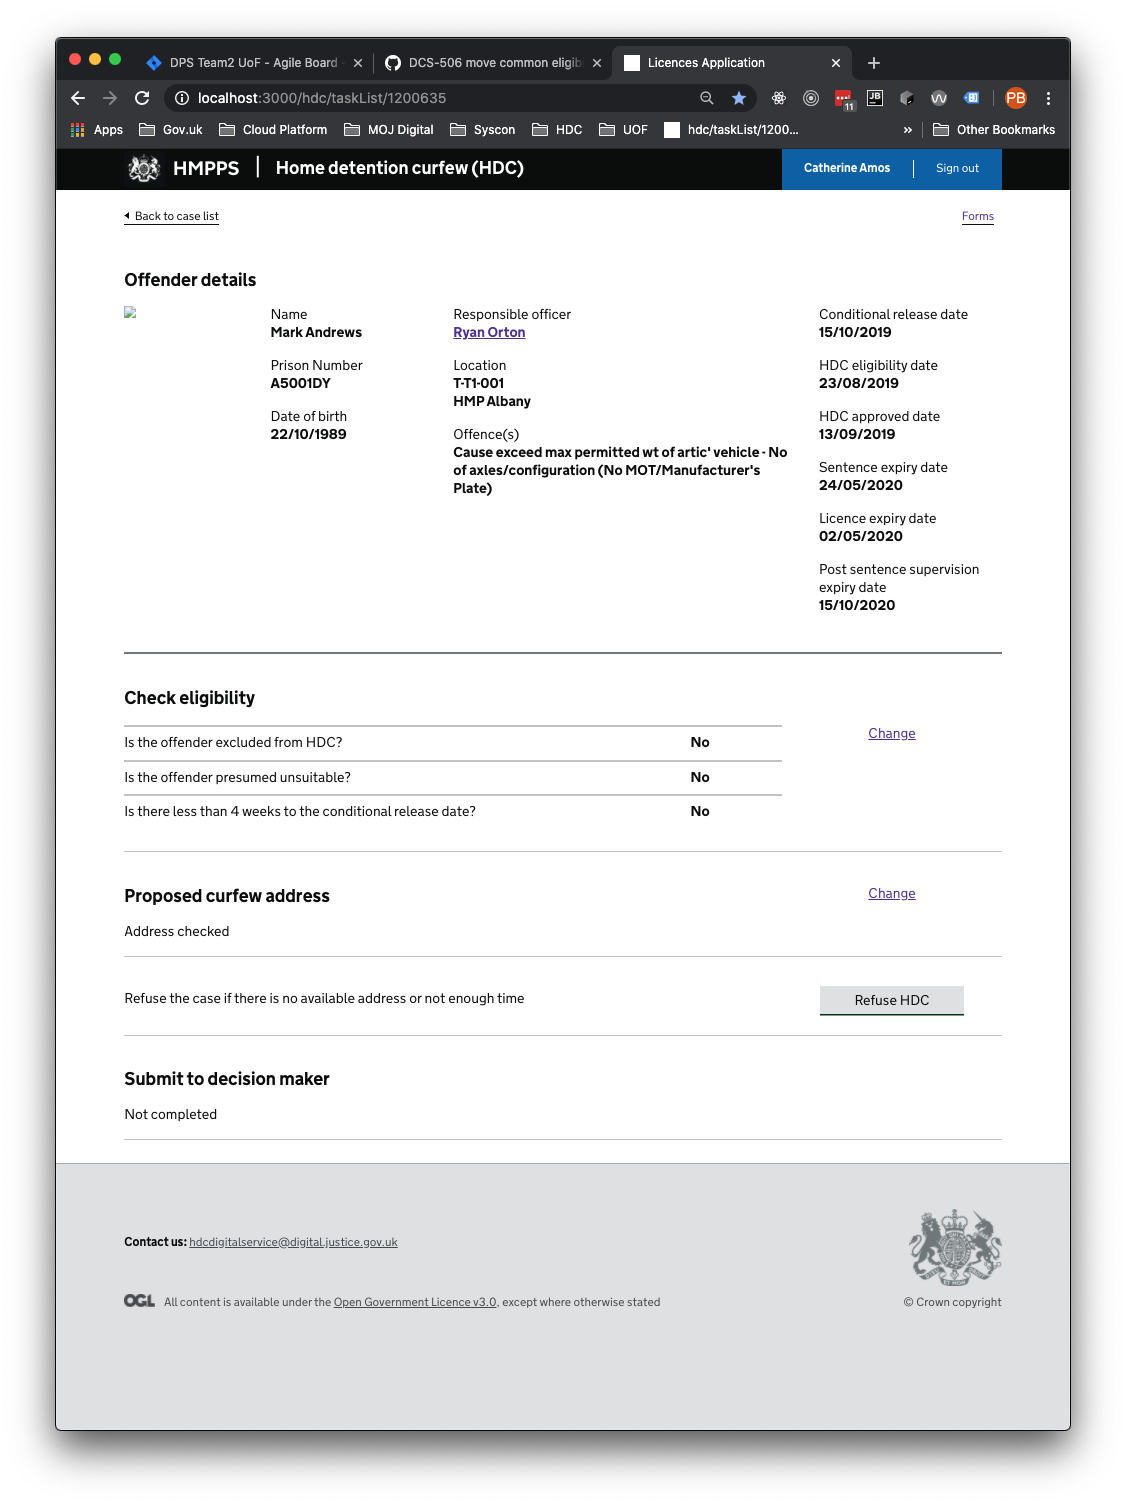 DPS Team2 UoF - Agile Board -
DCS-506 move common eligib
Licences Application
localhost:3000/hdc/taskList/1200635
11
JB
PB
Apps
Gov.uk
Cloud Platform
MOJ Digital
Syscon
HDC
UOF
hdc/taskList/1200...
»
Other Bookmarks
HMPPS | Home detention curfew (HDC)
Catherine Amos
Sign out
Back to case list
Forms
Offender details
Name
Mark Andrews
Prison Number
A5001DY
Date of birth
22/10/1989
Responsible officer
Ryan Orton
Location
T-T1-001
HMP Albany
Offence(s)
Cause exceed max permitted wt of artic' vehicle - No
of axles/configuration (No MOT/Manufacturer's
Plate)
Conditional release date
15/10/2019
HDC eligibility date
23/08/2019
HDC approved date
13/09/2019
Sentence expiry date
24/05/2020
Licence expiry date
02/05/2020
Post sentence supervision
expiry date
15/10/2020
Check eligibility
Change
Is the offender excluded from HDC? No
Is the offender presumed unsuitable? No
Is there less than 4 weeks to the conditional release date? No
Proposed curfew address
Change
Address checked
Refuse the case if there is no available address or not enough time
Refuse HDC
Submit to decision maker
Not completed
Contact us: hdcdigitalservice@digital.justice.gov.uk
OGL All content is available under the Open Government Licence v3.0, except where otherwise stated
© Crown copyright